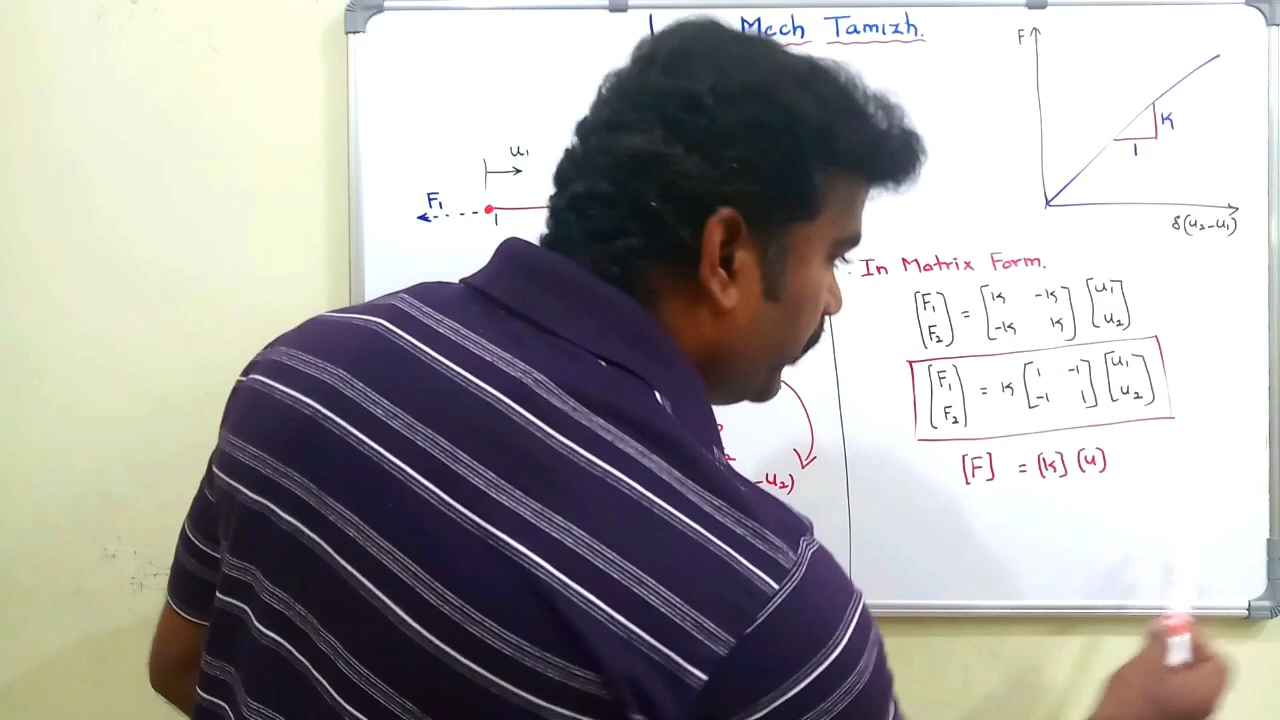 Mech Tamizh.
F
K
1
δ(u₂-u₁)
u₁
F₁
1
In Matrix Form.
[F₁ F₂] = [K -K -K K] [u₁ u₂]
[F₁ F₂] = K [1 -1 -1 1] [u₁ u₂]
[F] = [K] {u}
-u₂)